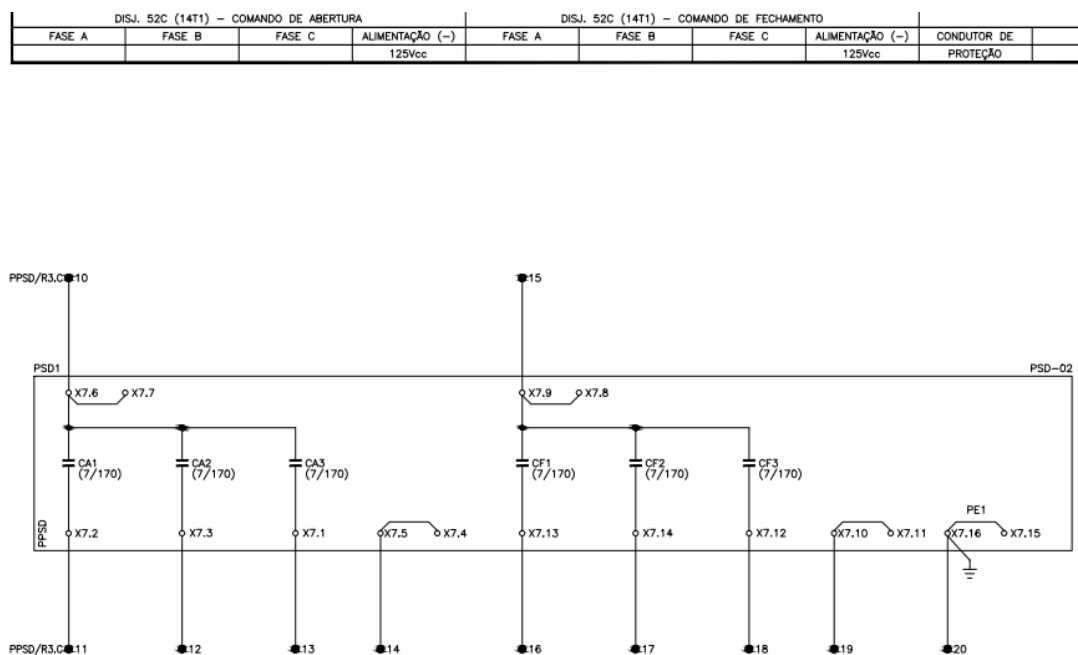 DISJ. 52C (14T1) – COMANDO DE ABERTURA DISJ. 52C (14T1) – COMANDO DE FECHAMENTO
FASE A FASE B FASE C ALIMENTAÇÃO (–) FASE A FASE B FASE C ALIMENTAÇÃO (–) CONDUTOR DE
125Vcc 125Vcc PROTEÇÃO
PPSD/R3.C 10 15
PSD1 PSD-02
X7.6 X7.7 X7.9 X7.8
CA1 CA2 CA3 CF1 CF2 CF3
(7/170) (7/170) (7/170) (7/170) (7/170) (7/170)
PE1
PPSD X7.2 X7.3 X7.1 X7.5 X7.4 X7.13 X7.14 X7.12 X7.10 X7.11 X7.16 X7.15
PPSD/R3.C 11 12 13 14 16 17 18 19 20